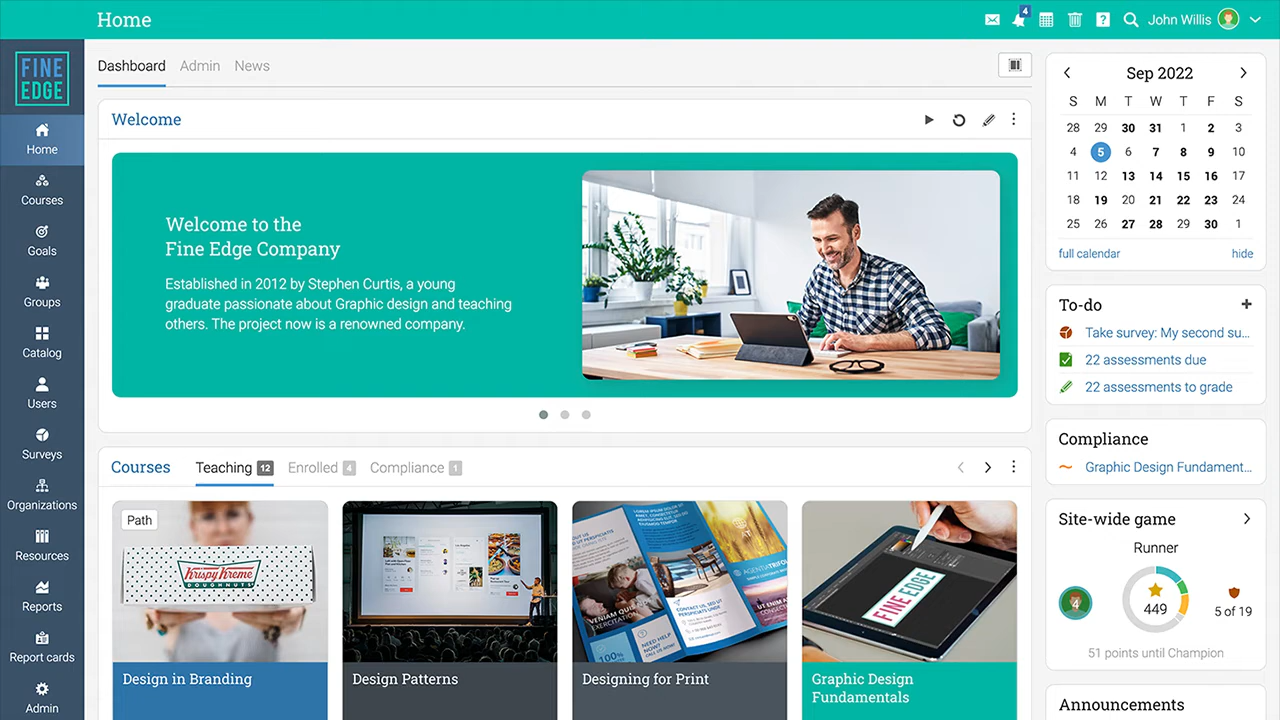 Home
4
John Willis
FINE
EDGE
Home
Courses
Goals
Groups
Catalog
Users
Surveys
Organizations
Resources
Reports
Report cards
Admin
Dashboard Admin News
Welcome
Welcome to the
Fine Edge Company
Established in 2012 by Stephen Curtis, a young
graduate passionate about Graphic design and teaching
others. The project now is a renowned company.
Courses Teaching 12 Enrolled 4 Compliance 1
Path
Krispy Kreme
DOUGHNUTS
FINE EDGE
100%
NEED HELP
NOW?
CALL US NOW!
Design in Branding
Design Patterns
Designing for Print
Graphic Design
Fundamentals
Sep 2022
S M T W T F S
28 29 30 31 1 2 3
4 5 6 7 8 9 10
11 12 13 14 15 16 17
18 19 20 21 22 23 24
25 26 27 28 29 30 1
full calendar hide
To-do +
Take survey: My second su...
22 assessments due
22 assessments to grade
Compliance
Graphic Design Fundament...
Site-wide game
Runner
4
449
5 of 19
51 points until Champion
Announcements